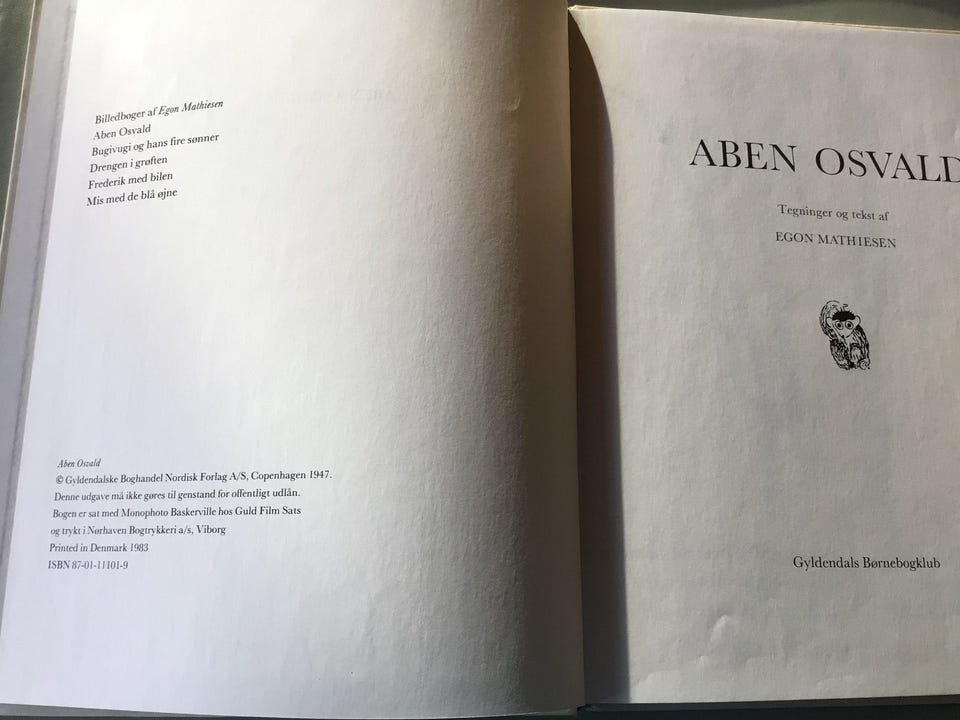 Billedbøger af Egon Mathiesen
Aben Osvald
Bugivugi og hans fire sønner
Drengen i grøften
Frederik med bilen
Mis med de blå øjne
Aben Osvald
© Gyldendalske Boghandel Nordisk Forlag A/S, Copenhagen 1947.
Denne udgave må ikke gøres til genstand for offentligt udlån.
Bogen er sat med Monophoto Baskerville hos Guld Film Sats
og trykt i Nørhaven Bogtrykkeri a/s, Viborg
Printed in Denmark 1983
ISBN 87-01-11101-9
ABEN OSVALD
Tegninger og tekst af
EGON MATHIESEN
Gyldendals Børnebogklub